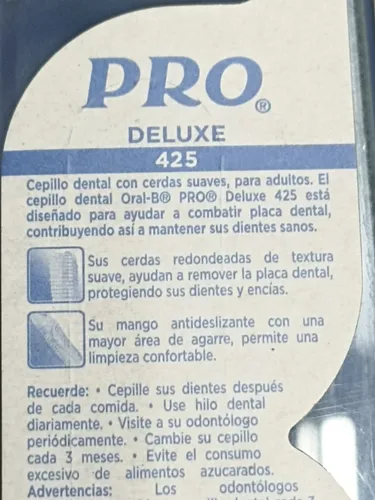 PRO®
DELUXE
425
Cepillo dental con cerdas suaves, para adultos. El
cepillo dental Oral-B® PRO® Deluxe 425 está
diseñado para ayudar a combatir placa dental,
contribuyendo así a mantener sus dientes sanos.
Sus cerdas redondeadas de textura
suave, ayudan a remover la placa dental,
protegiendo sus dientes y encías.
Su mango antideslizante con una
mayor área de agarre, permite una
limpieza confortable.
Recuerde: • Cepille sus dientes después
de cada comida. • Use hilo dental
diariamente. • Visite a su odontólogo
periódicamente. • Cambie su cepillo
cada 3 meses. • Evite el consumo
excesivo de alimentos azucarados.
Advertencias: Los odontólogos